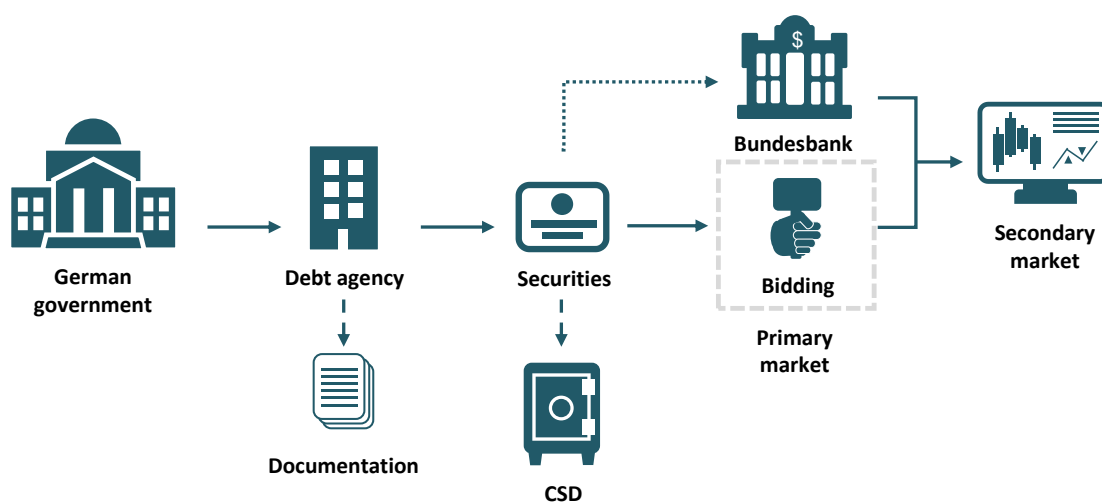 $
Bundesbank
German
government
Debt agency
Securities
Bidding
Secondary
market
Primary
market
Documentation
CSD